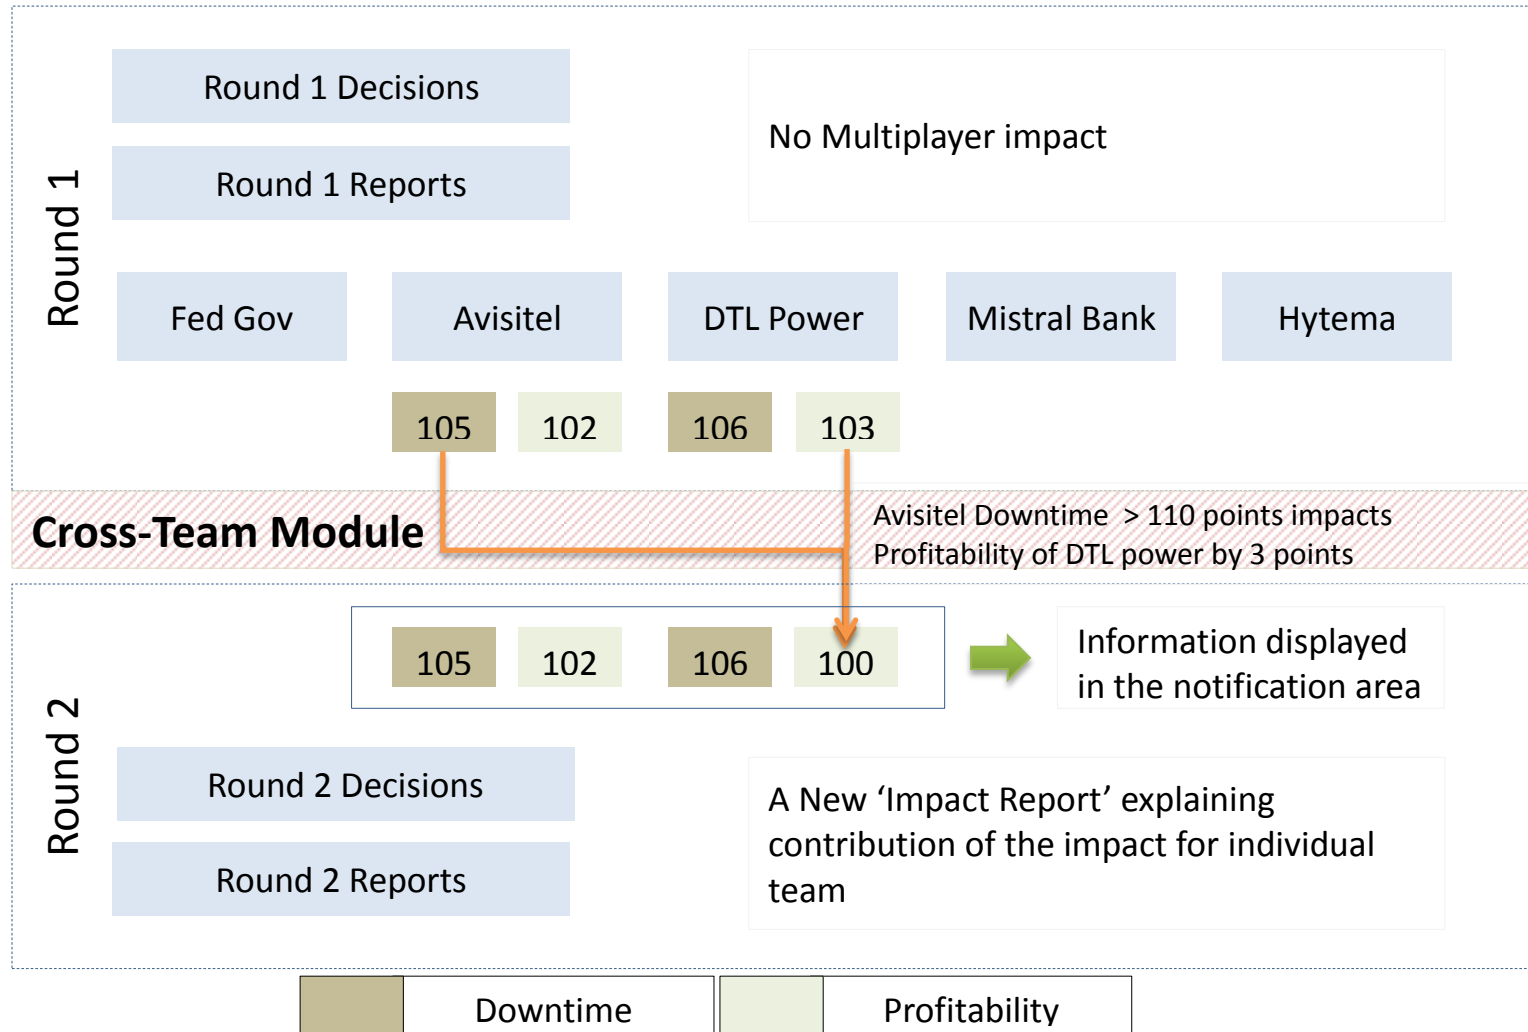 Round 1
Round 1 Decisions
Round 1 Reports
No Multiplayer impact
Fed Gov
Avisitel
DTL Power
Mistral Bank
Hytema
105
102
106
103
Cross-Team Module
Avisitel Downtime > 110 points impacts
Profitability of DTL power by 3 points
Round 2
105
102
106
100
Information displayed
in the notification area
Round 2 Decisions
Round 2 Reports
A New ‘Impact Report’ explaining
contribution of the impact for individual
team
Downtime
Profitability